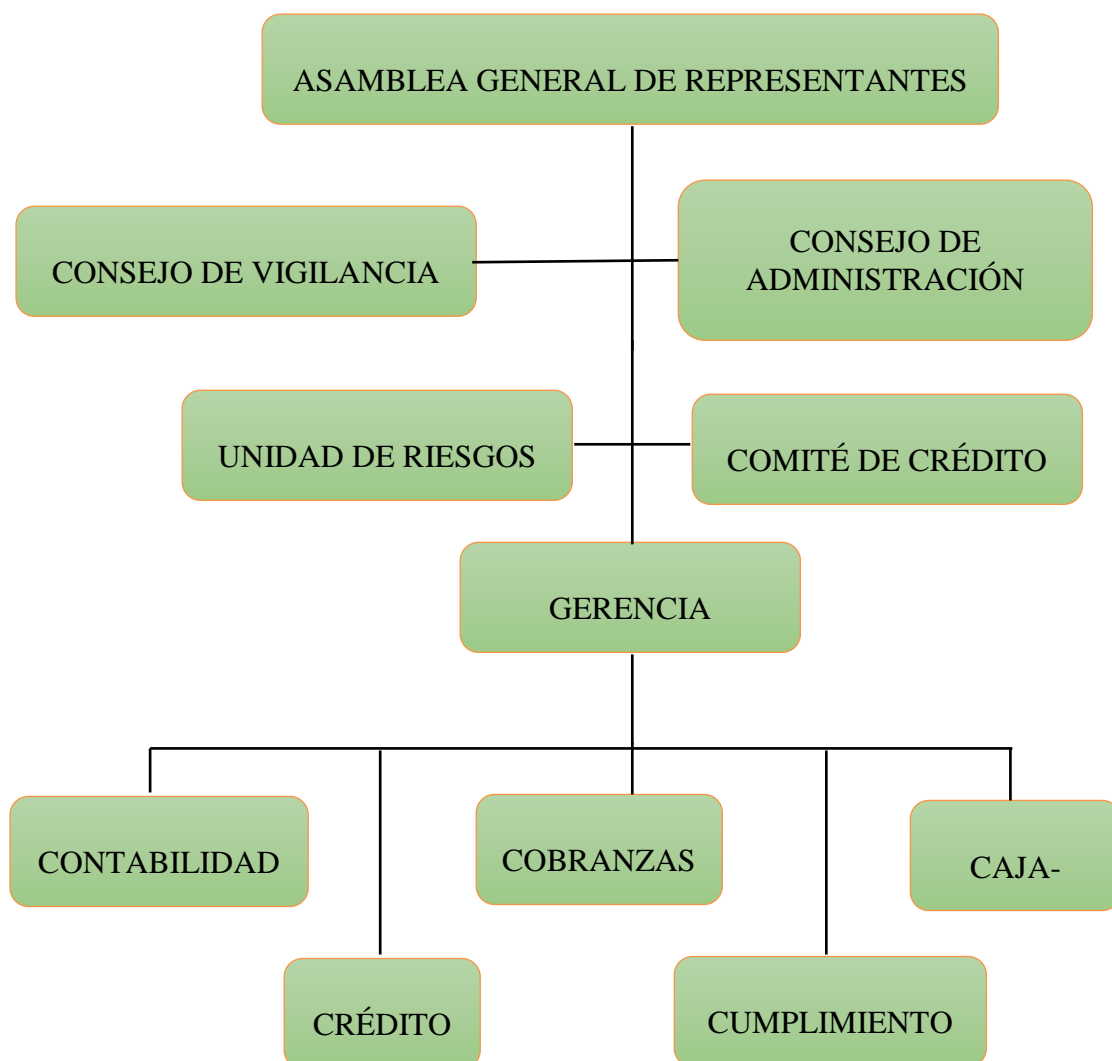 ASAMBLEA GENERAL DE REPRESENTANTES
CONSEJO DE VIGILANCIA
CONSEJO DE
ADMINISTRACIÓN
UNIDAD DE RIESGOS
COMITÉ DE CRÉDITO
GERENCIA
CONTABILIDAD
COBRANZAS
CAJA-
CRÉDITO
CUMPLIMIENTO